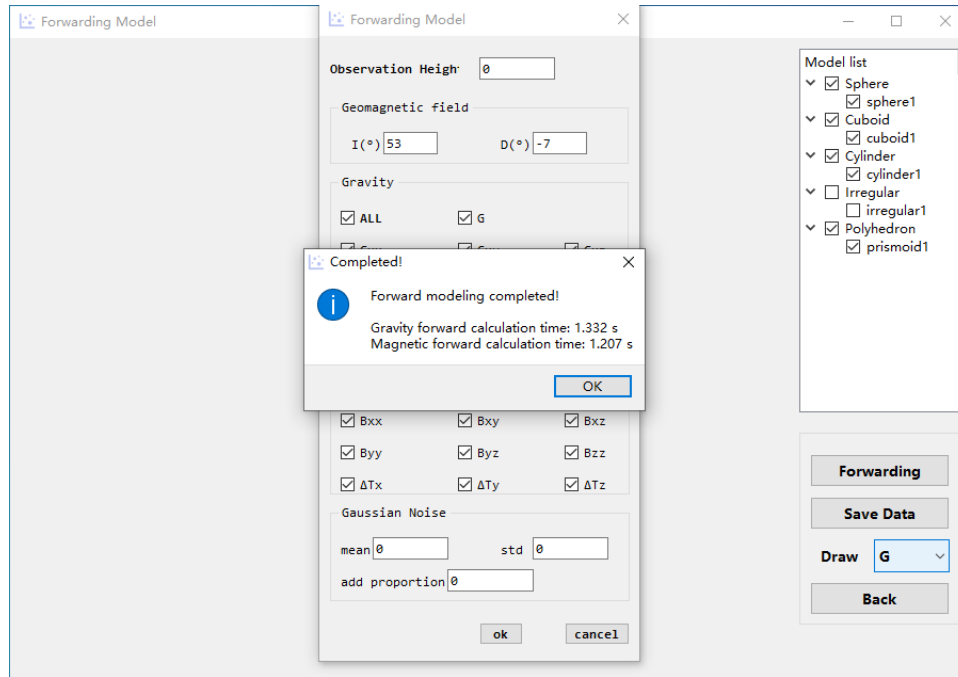 Forwarding Model
Forwarding Model
Observation Heigh
0
Geomagnetic field
I(°) 53 D(°) -7
Gravity
ALL G
Completed!
Forward modeling completed!
Gravity forward calculation time: 1.332 s
Magnetic forward calculation time: 1.207 s
OK
Bxx Bxy Bxz
Byy Byz Bzz
ΔTx ΔTy ΔTz
Gaussian Noise
mean 0 std 0
add proportion 0
ok cancel
Model list
Sphere
sphere1
Cuboid
cuboid1
Cylinder
cylinder1
Irregular
irregular1
Polyhedron
prismoid1
Forwarding
Save Data
Draw G
Back